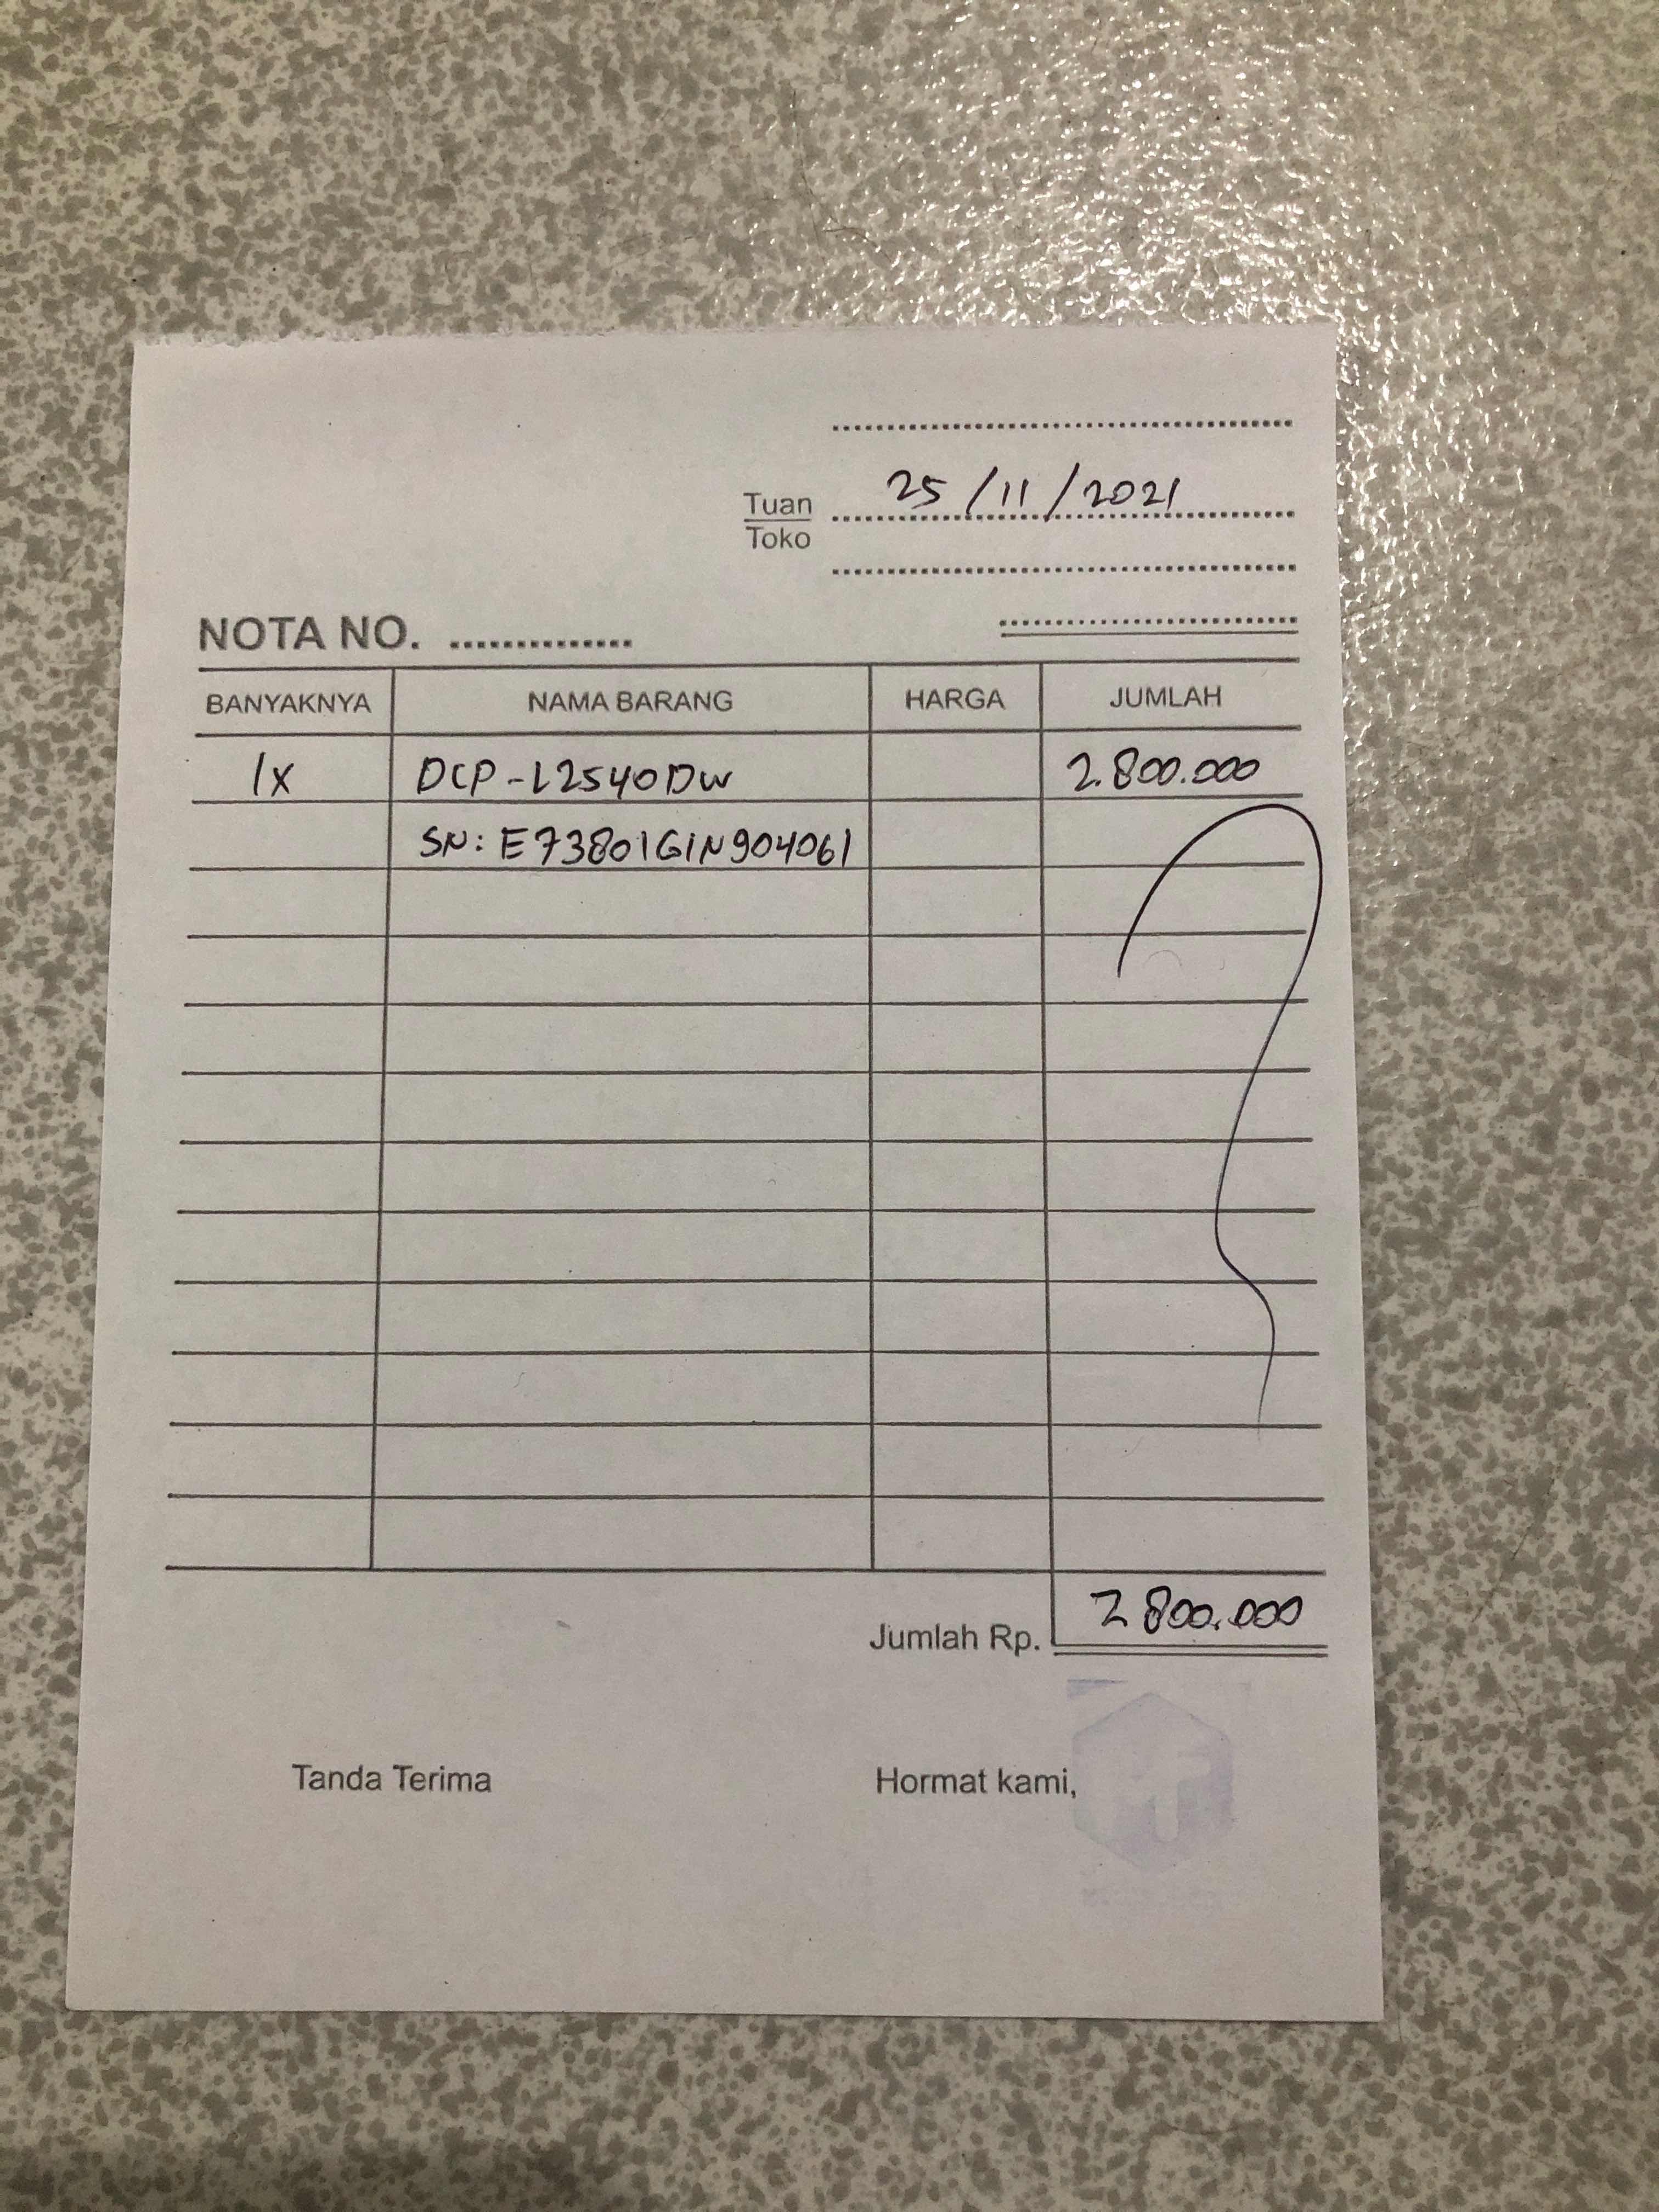 25/11/2021
Tuan
Toko
NOTA NO. ..............
BANYAKNYA NAMA BARANG HARGA JUMLAH
1x DCP-L2540DW 2.800.000
SN: E73801G1N904061
Jumlah Rp. 2 800.000
Tanda Terima Hormat kami,